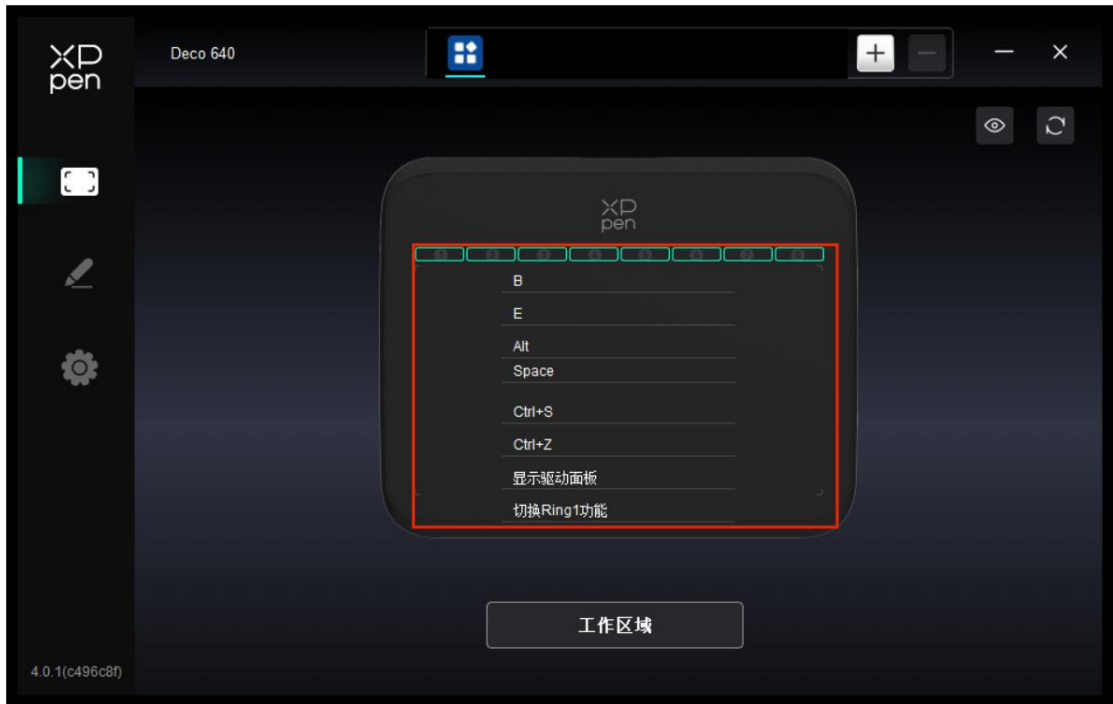 XP
pen
Deco 640
XP
pen
B
E
Alt
Space
Ctrl+S
Ctrl+Z
显示驱动面板
切换Ring1功能
工作区域
4.0.1(c496c8f)